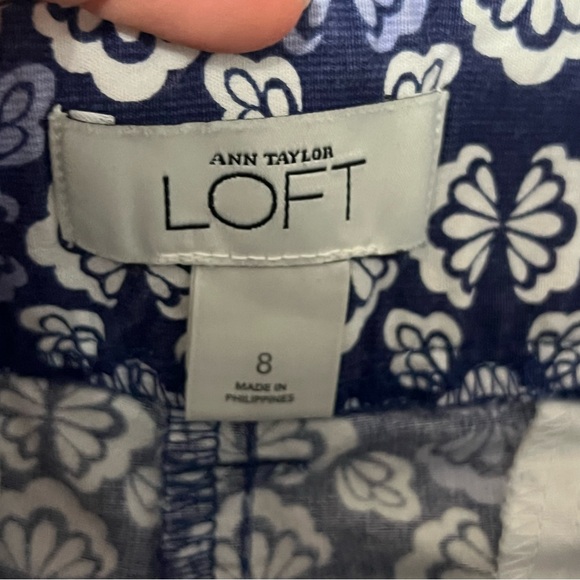 ANN TAYLOR
LOFT
8
MADE IN
PHILIPPINES